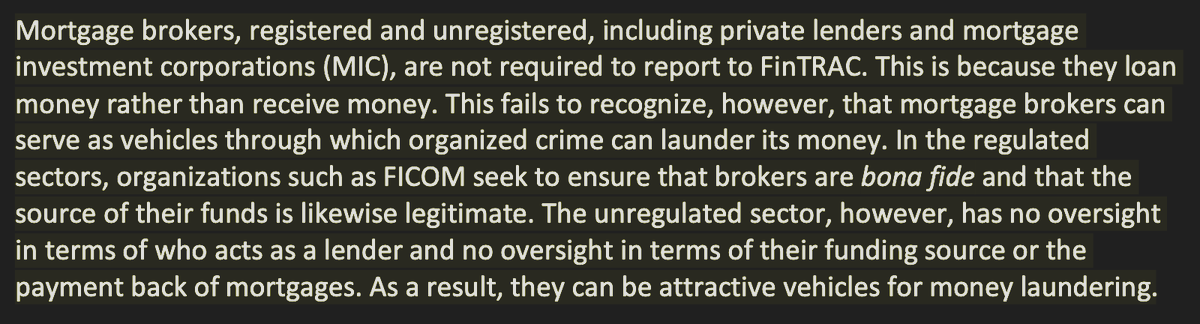 Mortgage brokers, registered and unregistered, including private lenders and mortgage
investment corporations (MIC), are not required to report to FinTRAC. This is because they loan
money rather than receive money. This fails to recognize, however, that mortgage brokers can
serve as vehicles through which organized crime can launder its money. In the regulated
sectors, organizations such as FICOM seek to ensure that brokers are bona fide and that the
source of their funds is likewise legitimate. The unregulated sector, however, has no oversight
in terms of who acts as a lender and no oversight in terms of their funding source or the
payment back of mortgages. As a result, they can be attractive vehicles for money laundering.